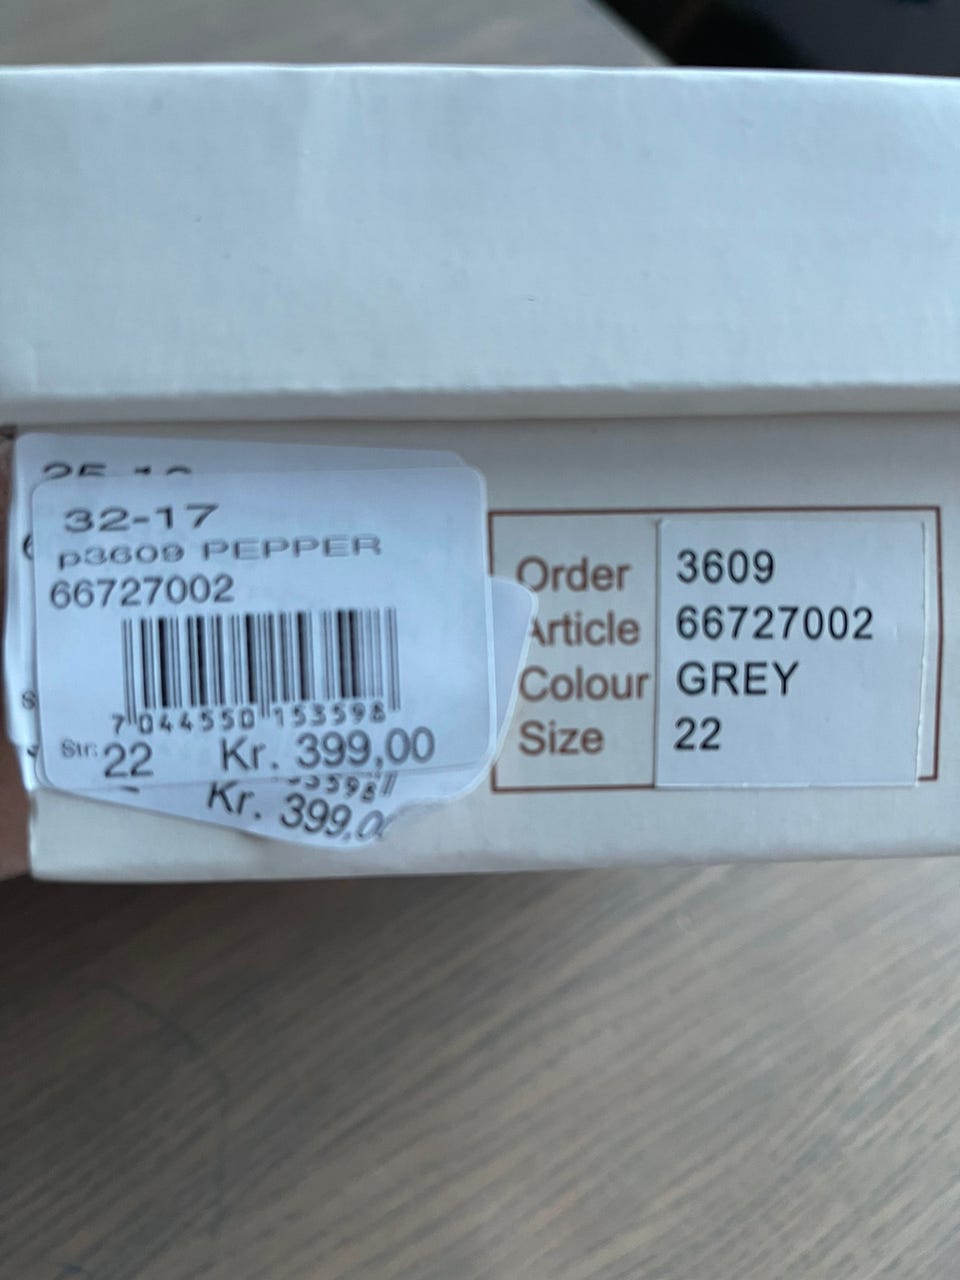 32-17
p3609 PEPPER
66727002
7 044550 153598
Str: 22 Kr. 399,00
53598
Kr. 399,0
Order 3609
Article 66727002
Colour GREY
Size 22